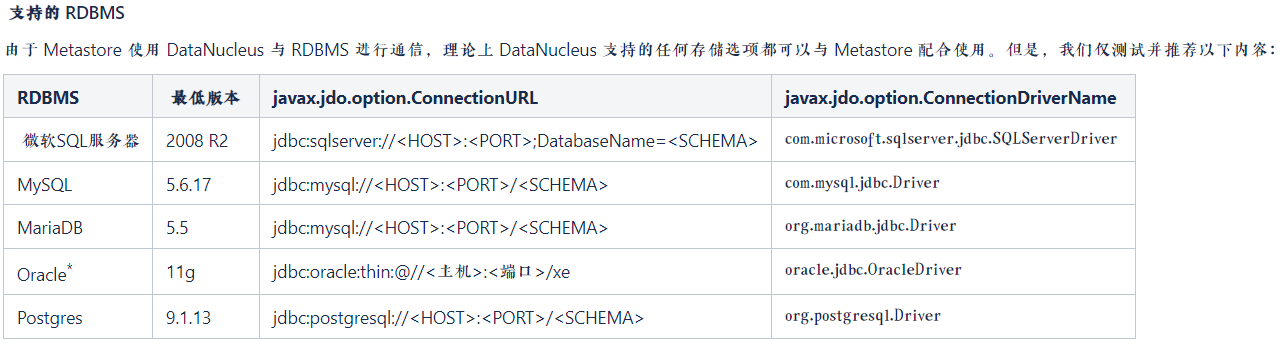 支持的 RDBMS
由于 Metastore 使用 DataNucleus 与 RDBMS 进行通信，理论上 DataNucleus 支持的任何存储选项都可以与 Metastore 配合使用。但是，我们仅测试并推荐以下内容：
RDBMS 最低版本 javax.jdo.option.ConnectionURL javax.jdo.option.ConnectionDriverName
微软SQL服务器 2008 R2 jdbc:sqlserver://<HOST>:<PORT>;DatabaseName=<SCHEMA> com.microsoft.sqlserver.jdbc.SQLServerDriver
MySQL 5.6.17 jdbc:mysql://<HOST>:<PORT>/<SCHEMA> com.mysql.jdbc.Driver
MariaDB 5.5 jdbc:mysql://<HOST>:<PORT>/<SCHEMA> org.mariadb.jdbc.Driver
Oracle* 11g jdbc:oracle:thin:@//<主机>:<端口>/xe oracle.jdbc.OracleDriver
Postgres 9.1.13 jdbc:postgresql://<HOST>:<PORT>/<SCHEMA> org.postgresql.Driver